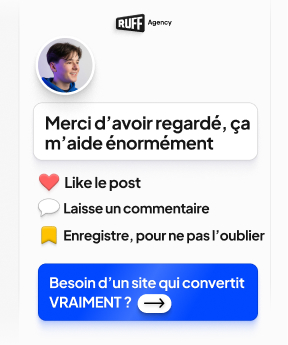 RUFF Agency
Merci d’avoir regardé, ça
m’aide énormément
Like le post
Laisse un commentaire
Enregistre, pour ne pas l’oublier
Besoin d’un site qui convertit
VRAIMENT ?